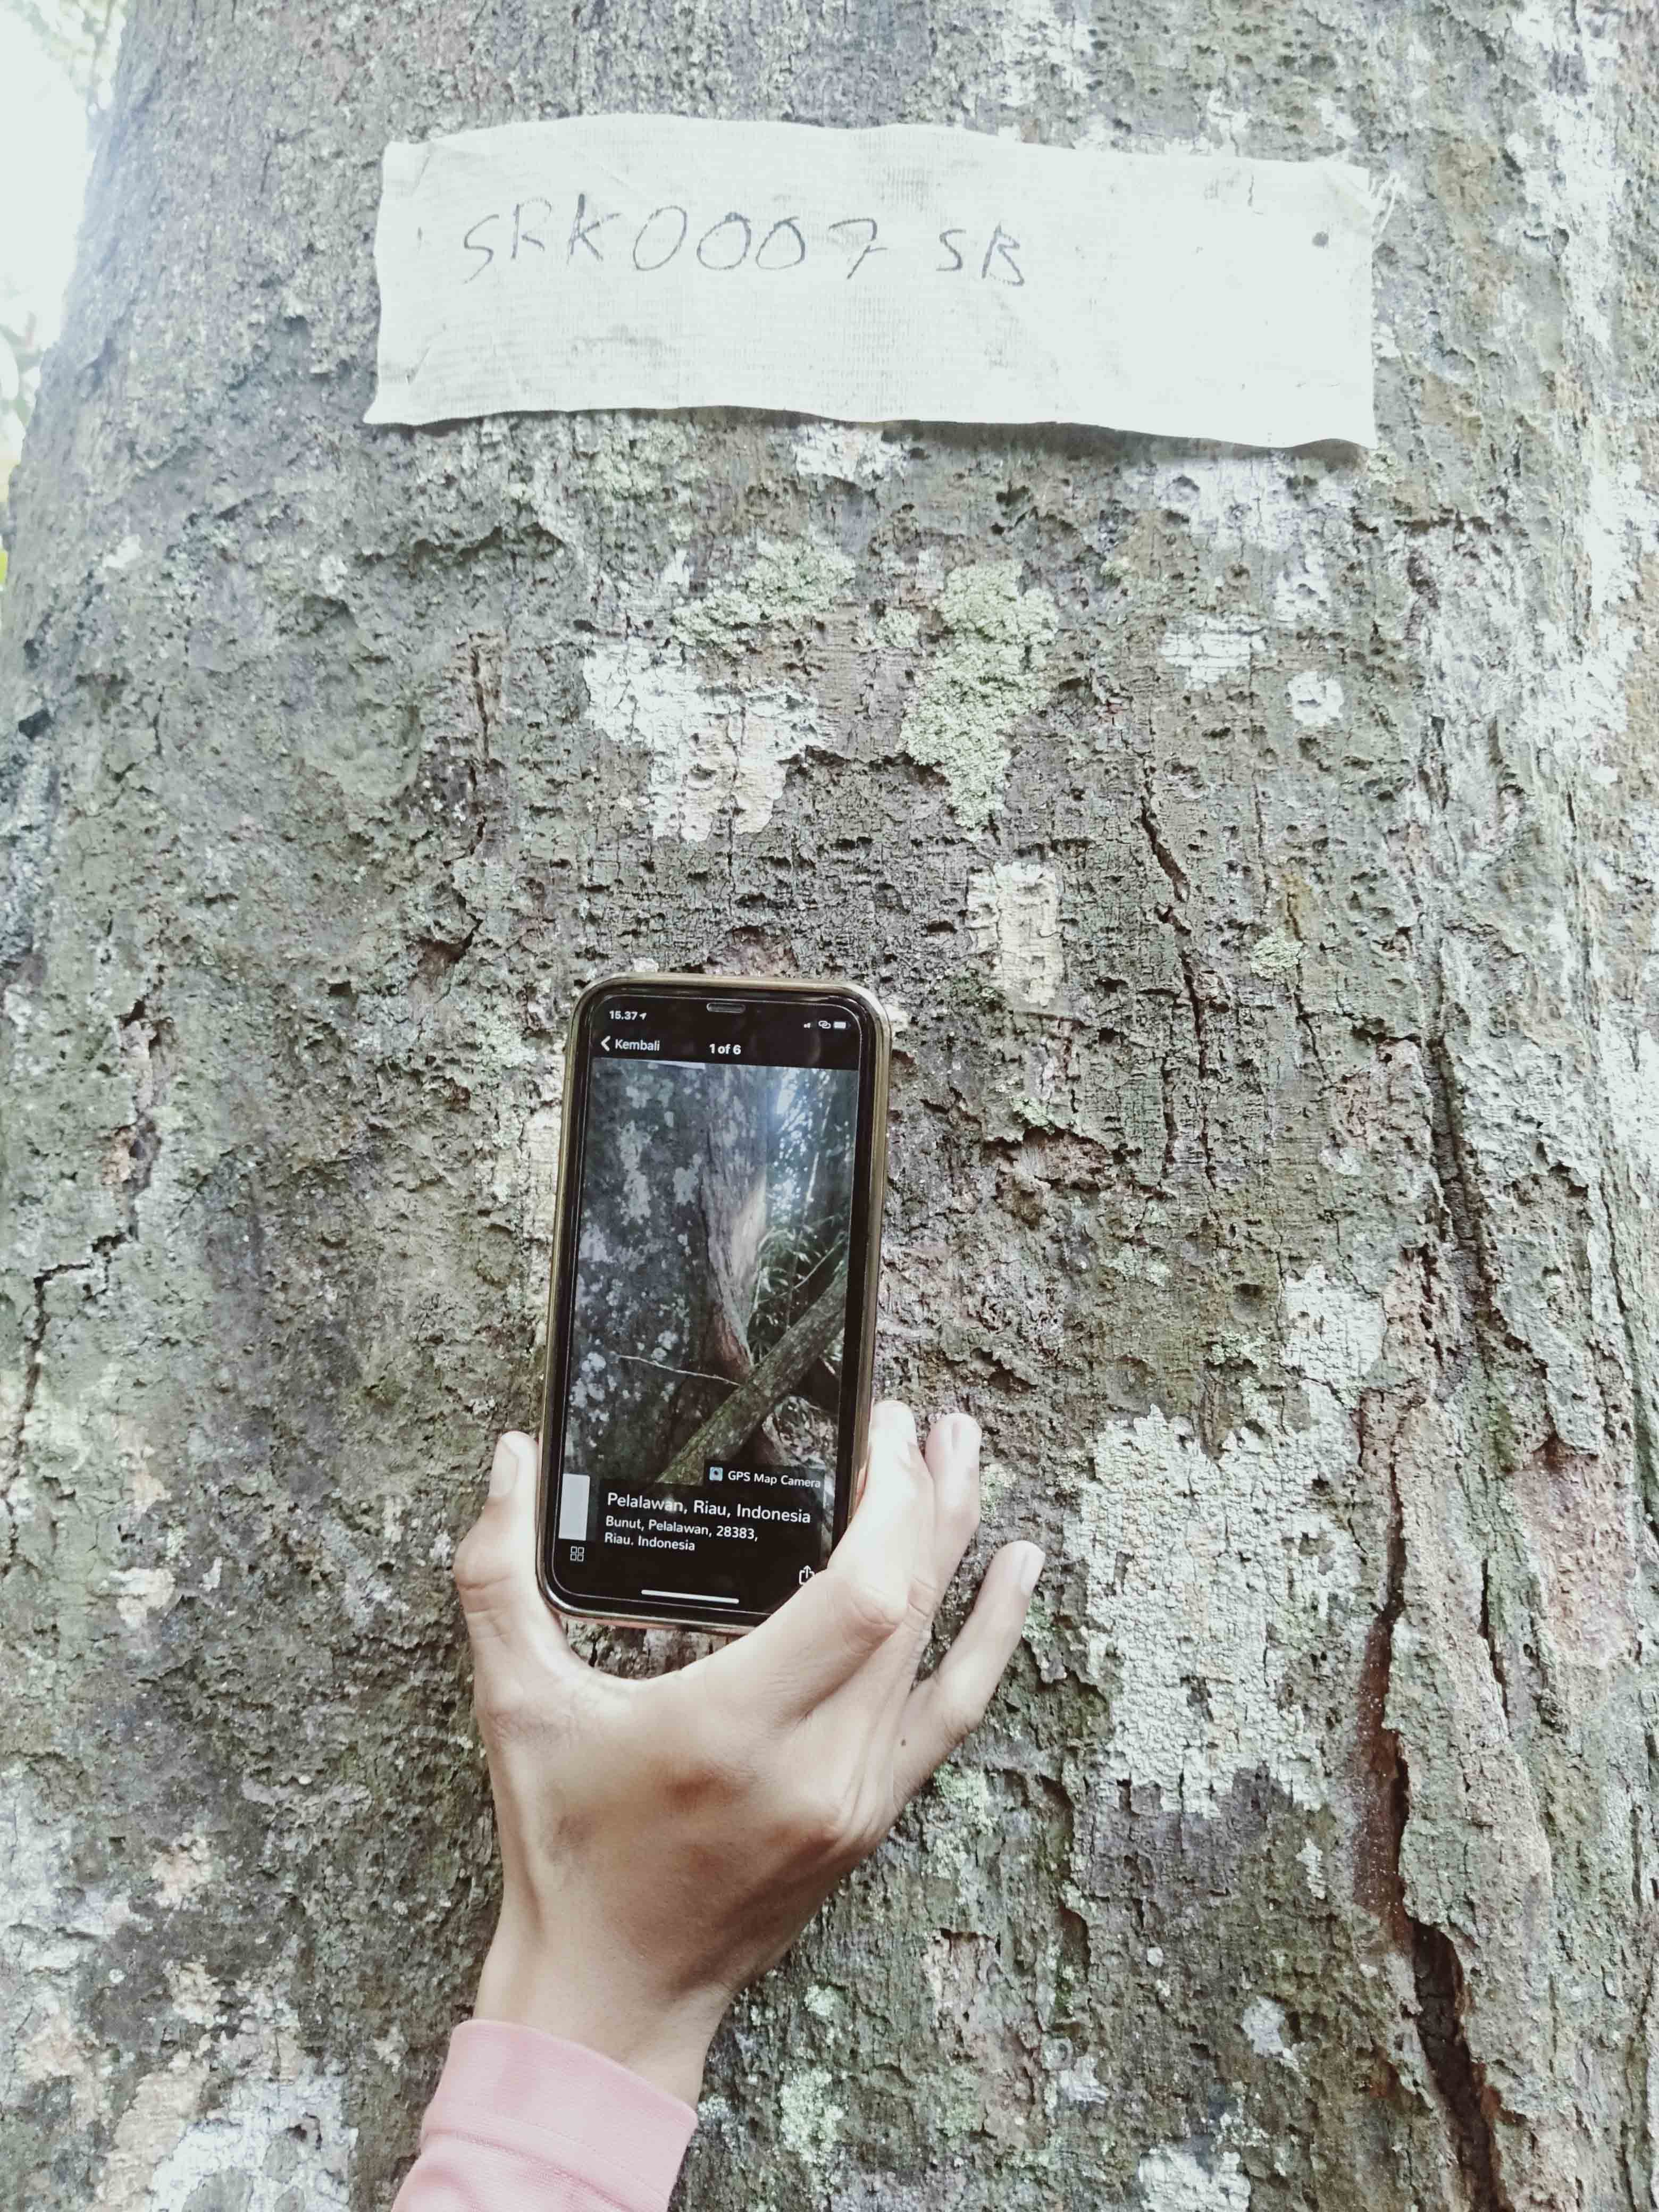 SRK0007 SB
15.37
Kembali
1 of 6
GPS Map Camera
Pelalawan, Riau, Indonesia
Bunut, Pelalawan, 28383,
Riau, Indonesia